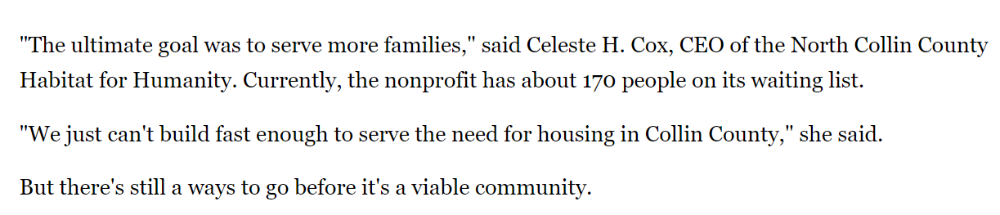 "The ultimate goal was to serve more families," said Celeste H. Cox, CEO of the North Collin County
Habitat for Humanity. Currently, the nonprofit has about 170 people on its waiting list.
"We just can't build fast enough to serve the need for housing in Collin County," she said.
But there's still a ways to go before it's a viable community.